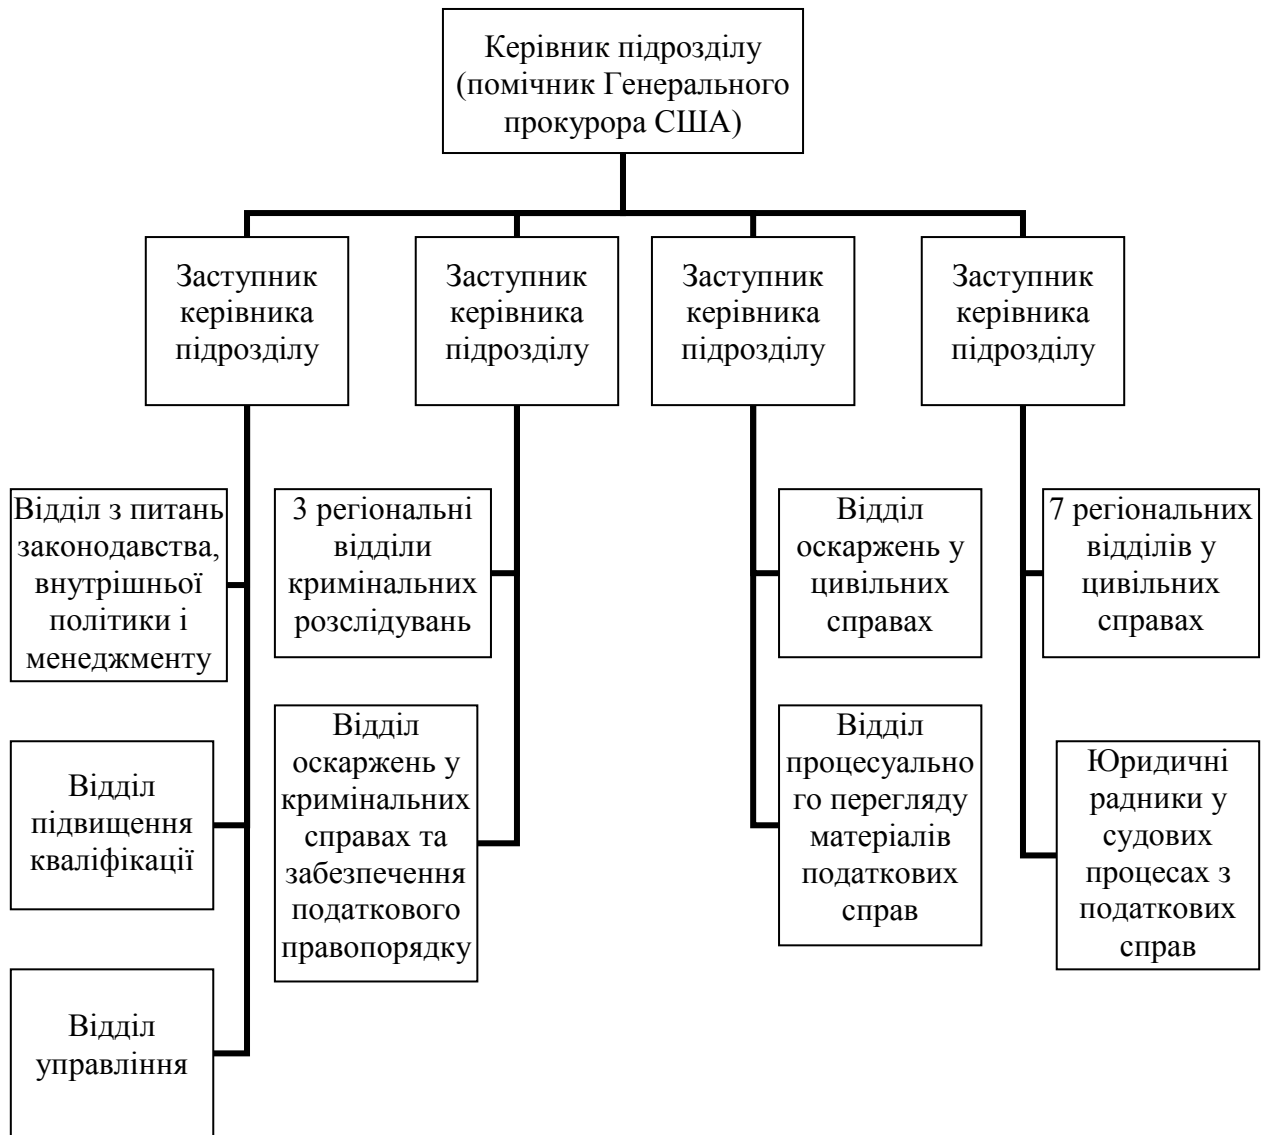 Керівник підрозділу
(помічник Генерального
прокурора США)
Заступник
керівника
підрозділу
Заступник
керівника
підрозділу
Заступник
керівника
підрозділу
Заступник
керівника
підрозділу
Відділ з питань
законодавства,
внутрішньої
політики і
менеджменту
3 регіональні
відділи
кримінальних
розслідувань
Відділ
оскаржень у
цивільних
справах
7 регіональних
відділів у
цивільних
справах
Відділ
підвищення
кваліфікації
Відділ
оскаржень у
кримінальних
справах та
забезпечення
податкового
правопорядку
Відділ
процесуально
го перегляду
матеріалів
податкових
справ
Юридичні
радники у
судових
процесах з
податкових
справ
Відділ
управління